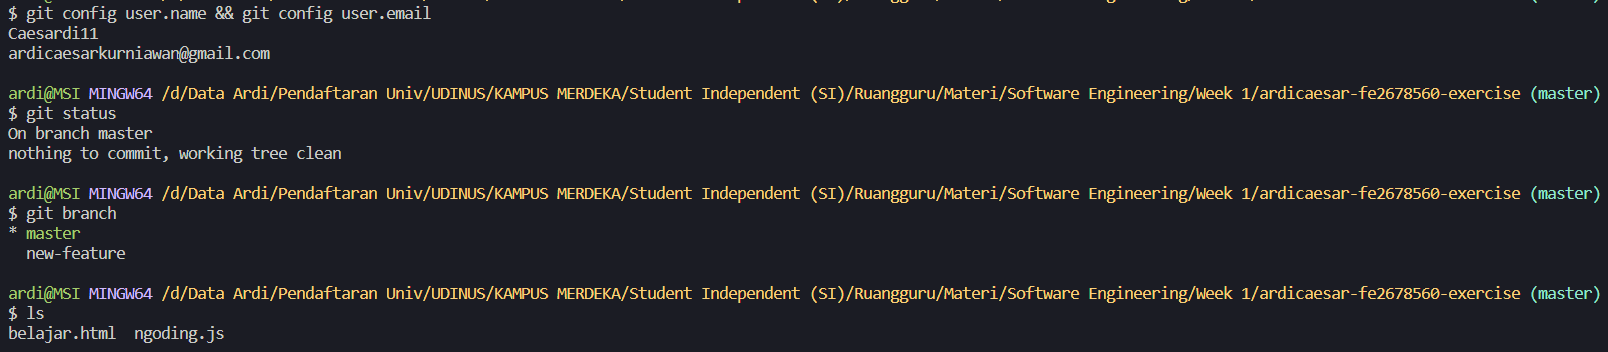 $ git config user.name && git config user.email
Caesardi11
ardicaesarkurniawan@gmail.com
ardi@MSI MINGW64 /d/Data Ardi/Pendaftaran Univ/UDINUS/KAMPUS MERDEKA/Student Independent (SI)/Ruangguru/Materi/Software Engineering/Week 1/ardicaesar-fe2678560-exercise (master)
$ git status
On branch master
nothing to commit, working tree clean
ardi@MSI MINGW64 /d/Data Ardi/Pendaftaran Univ/UDINUS/KAMPUS MERDEKA/Student Independent (SI)/Ruangguru/Materi/Software Engineering/Week 1/ardicaesar-fe2678560-exercise (master)
$ git branch
* master
  new-feature
ardi@MSI MINGW64 /d/Data Ardi/Pendaftaran Univ/UDINUS/KAMPUS MERDEKA/Student Independent (SI)/Ruangguru/Materi/Software Engineering/Week 1/ardicaesar-fe2678560-exercise (master)
$ ls
belajar.html  ngoding.js